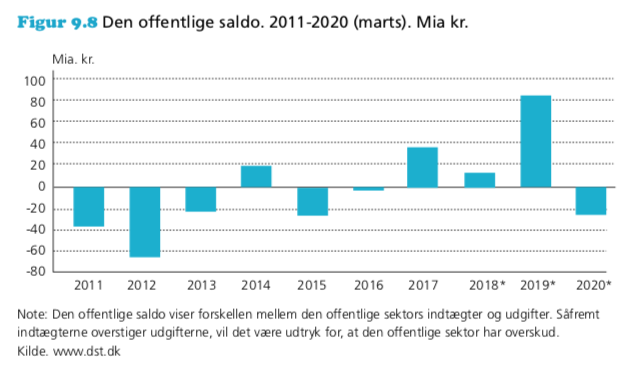 Figur 9.8 Den offentlige saldo. 2011-2020 (marts). Mia kr.
Mia. kr.
100
80
60
40
20
0
-20
-40
-60
-80
2011 2012 2013 2014 2015 2016 2017 2018* 2019* 2020*
Note: Den offentlige saldo viser forskellen mellem den offentlige sektors indtægter og udgifter. Såfremt
indtægterne overstiger udgifterne, vil det være udtryk for, at den offentlige sektor har overskud.
Kilde. www.dst.dk